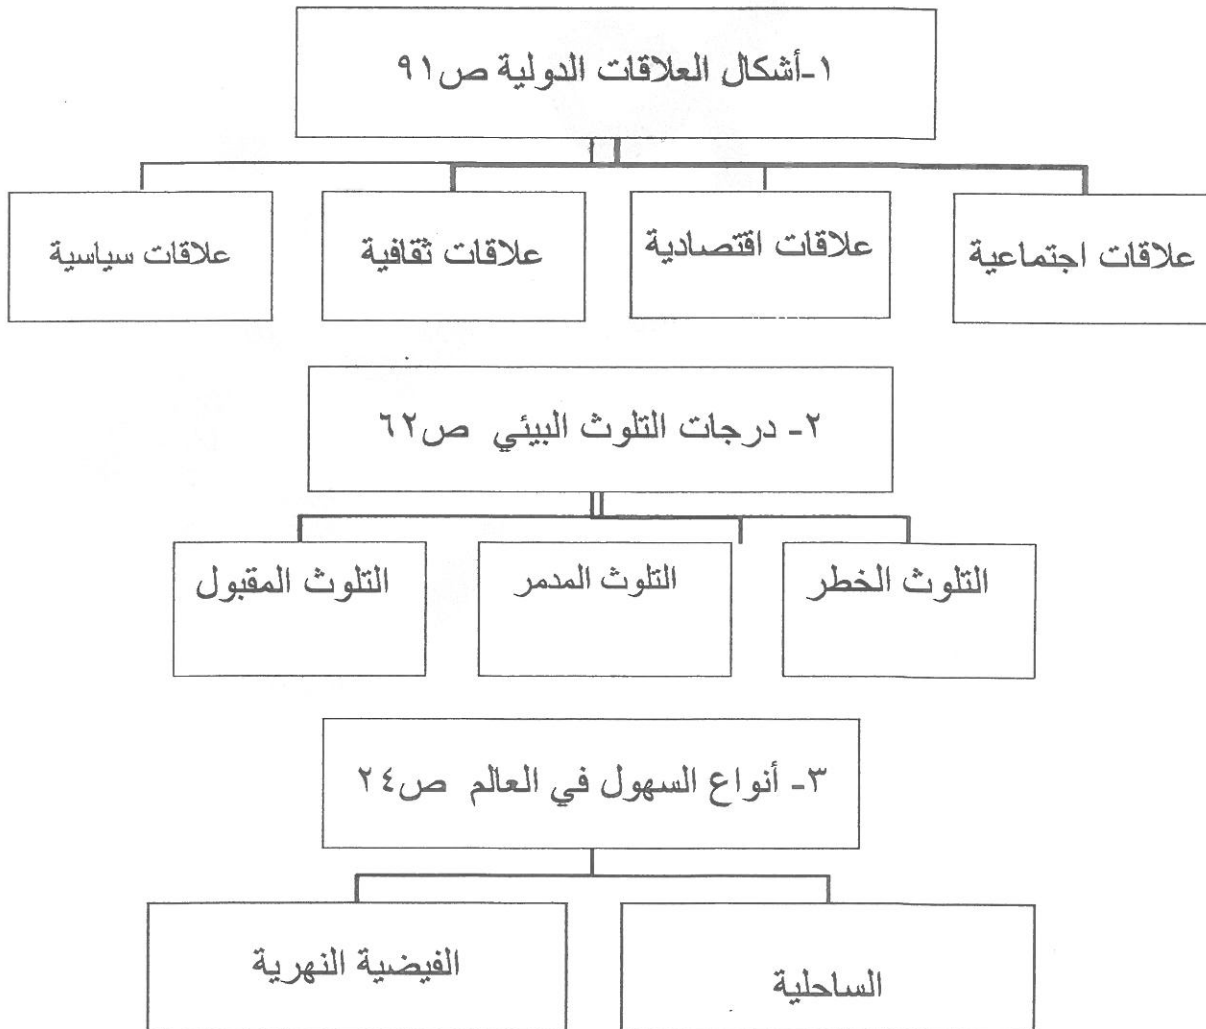 ١-أشكال العلاقات الدولية ص٩١
علاقات اجتماعية
علاقات اقتصادية
علاقات ثقافية
علاقات سياسية
٢- درجات التلوث البيئي ص٦٢
التلوث الخطر
التلوث المدمر
التلوث المقبول
٣- أنواع السهول في العالم ص٢٤
الساحلية
الفيضية النهرية